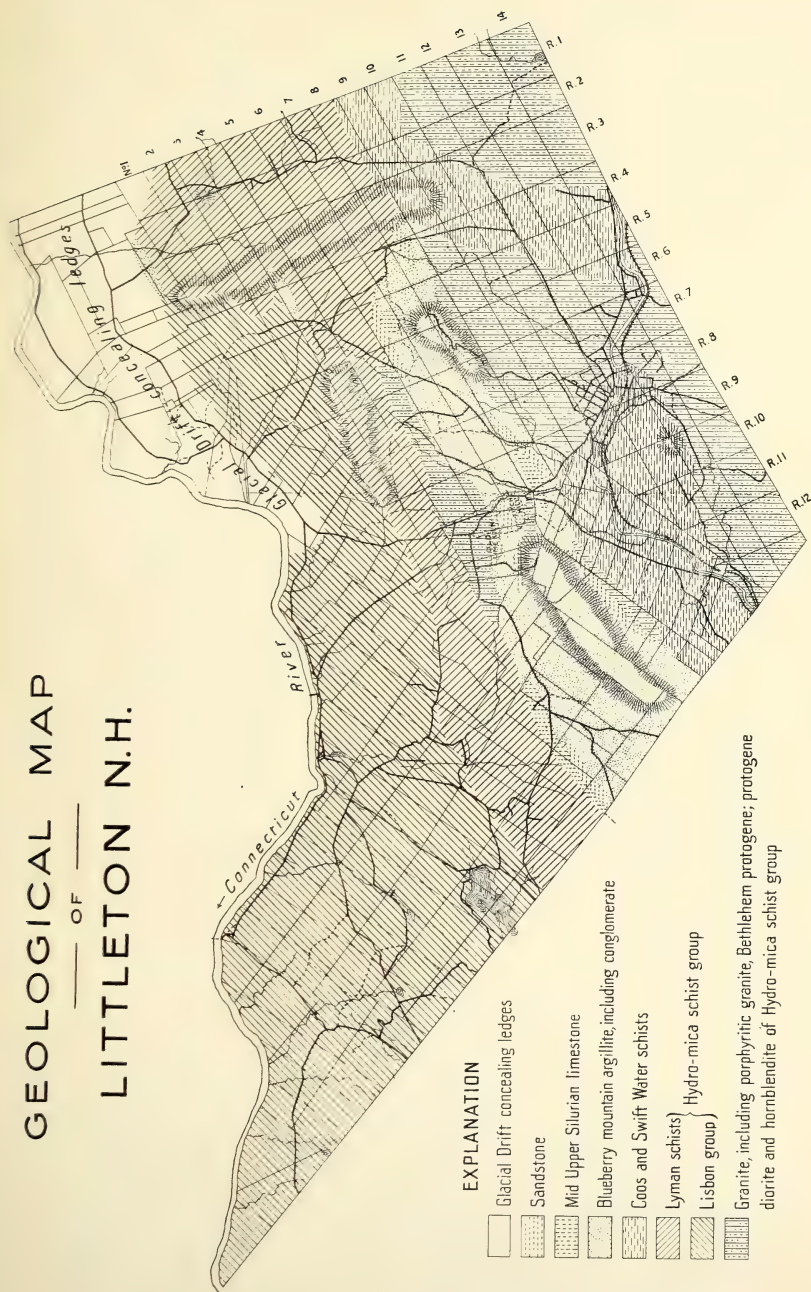 GEOLOGICAL MAP
OF
LITTLETON N.H.
Connecticut
River
Glacial Drift concealing ledges
No1
2
3
4
5
6
7
8
9
10
11
12
13
14
R.1
R.2
R.3
R.4
R.5
R.6
R.7
R.8
R.9
R.10
R.11
R.12
EXPLANATION
Glacial Drift concealing ledges
Sandstone
Mid Upper Silurian limestone
Blueberry mountain argillite, including conglomerate
Coos and Swift Water schists
Lyman schists
Lisbon group
Hydro-mica schist group
Granite, including porphyritic granite, Bethlehem protogene; protogene
diorite and hornblendite of Hydro-mica schist group